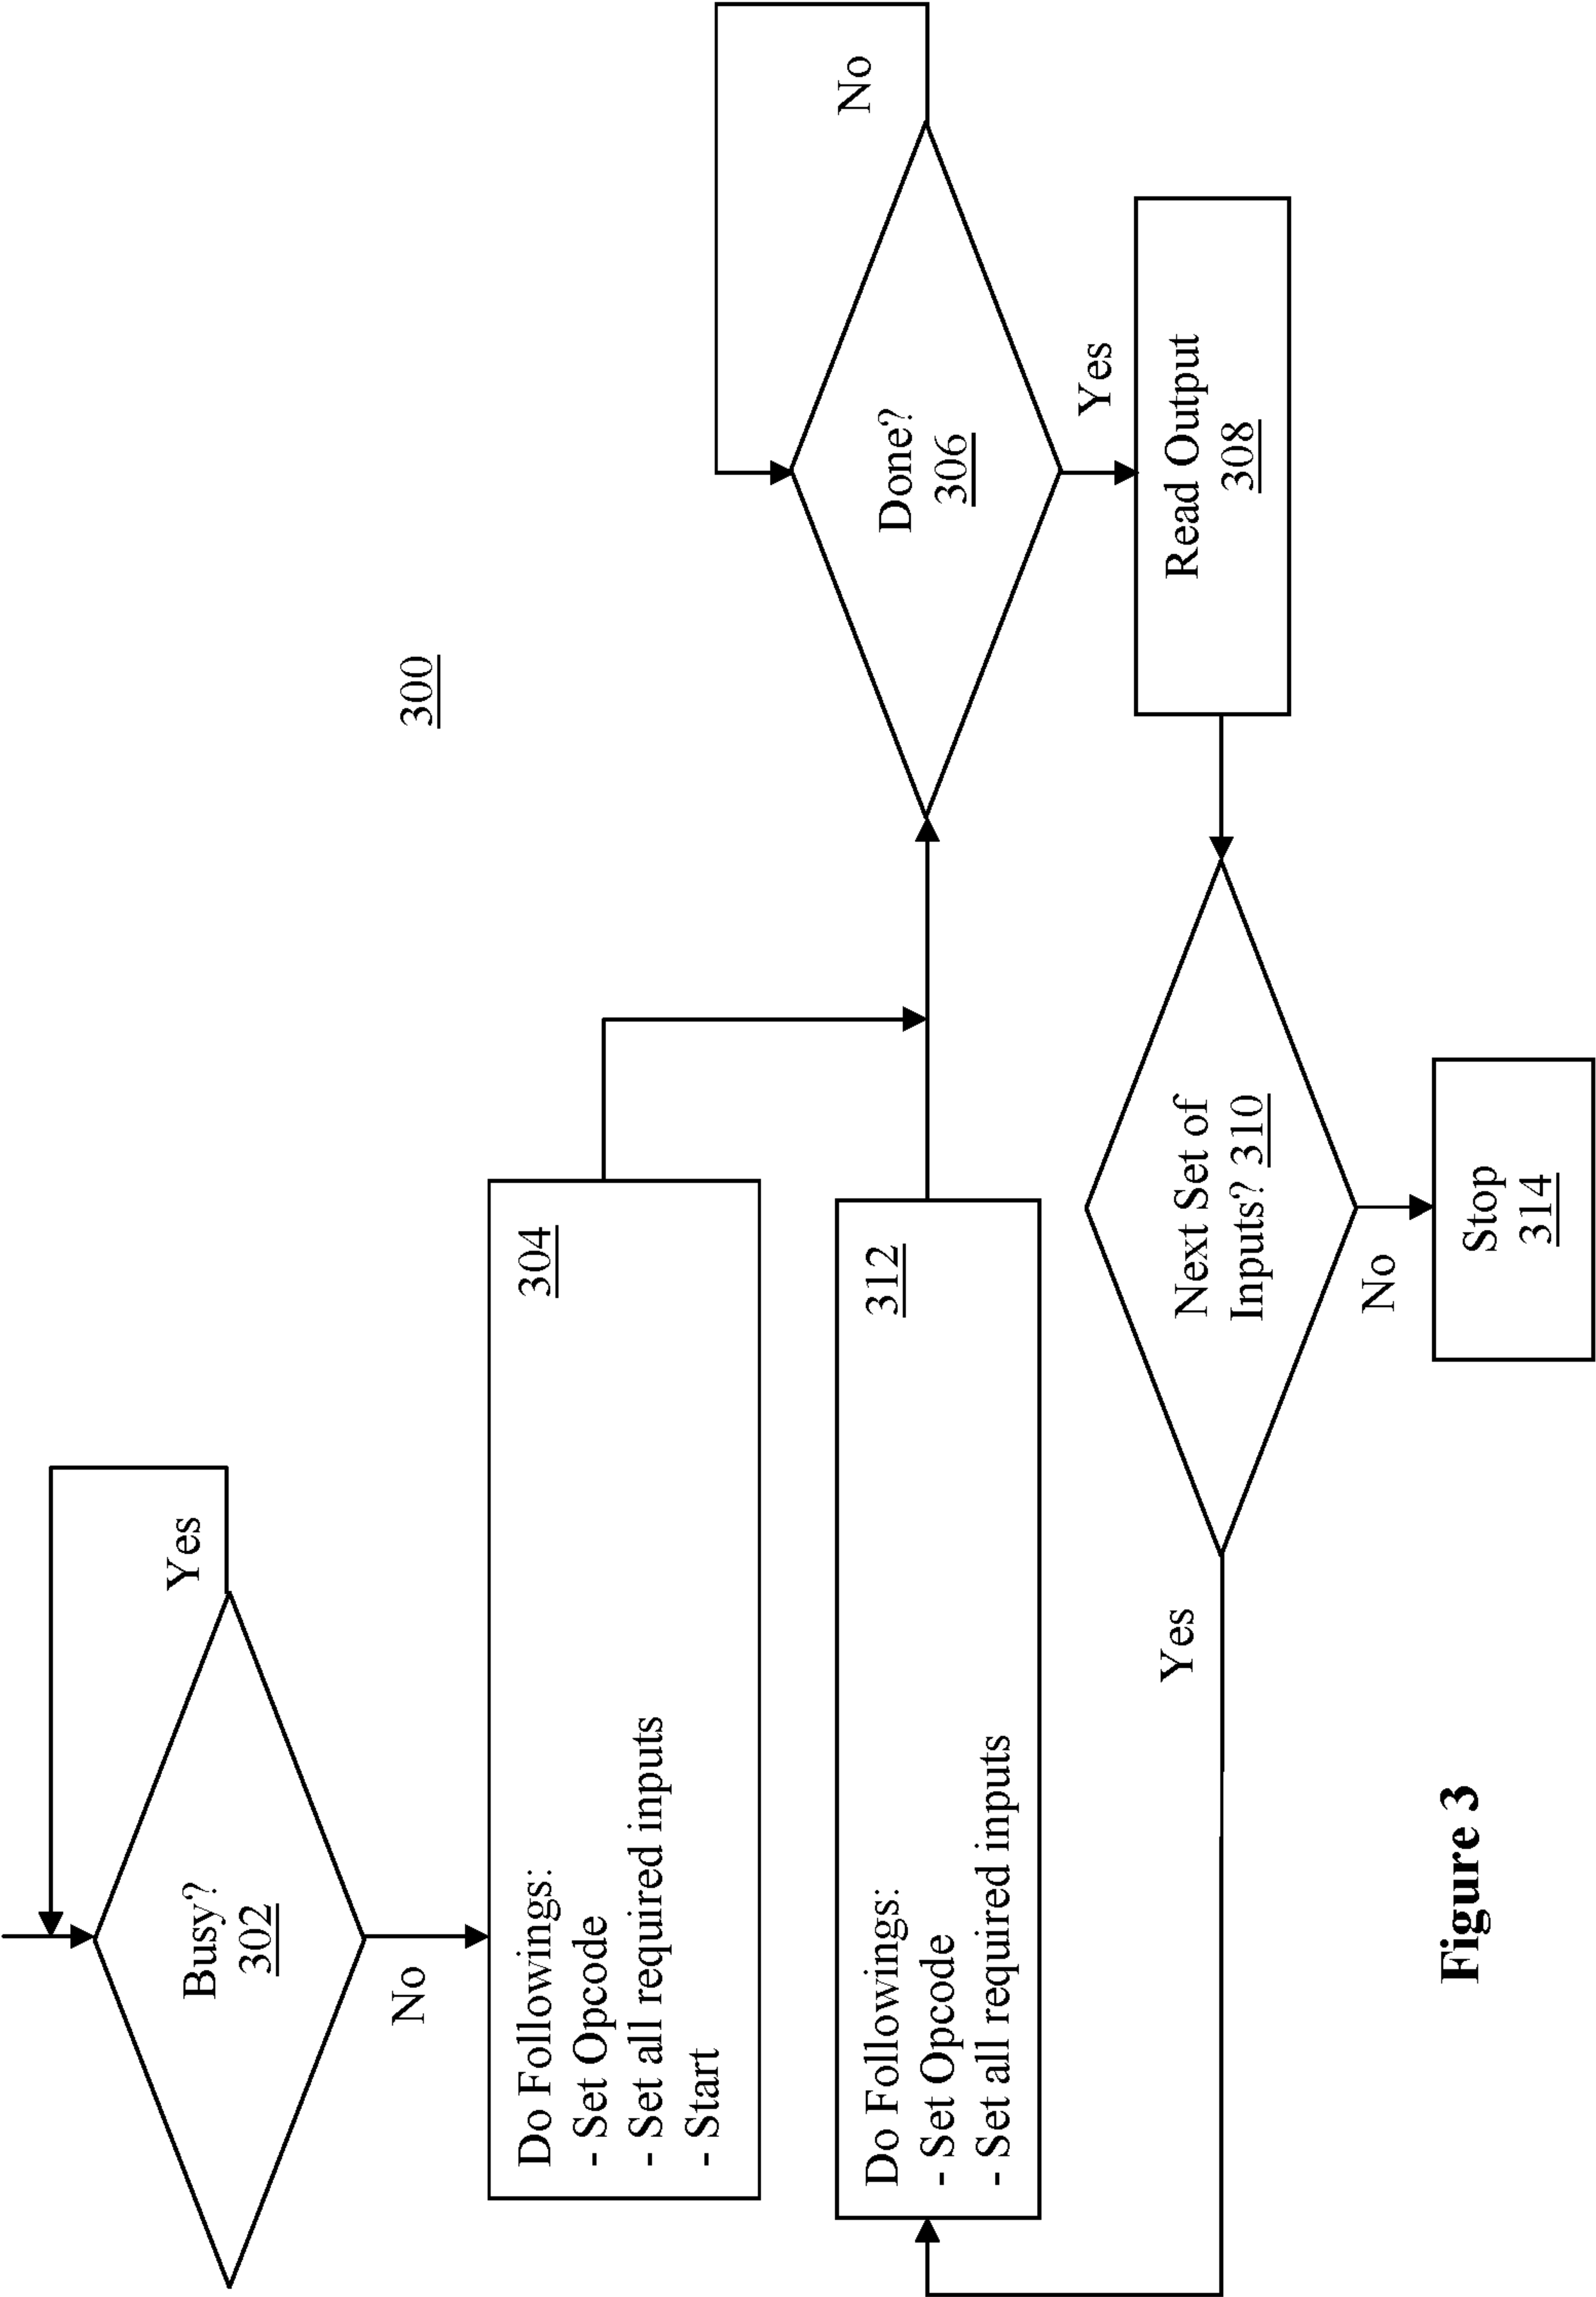 300
Busy?
302
Yes
No
Do Followings:
- Set Opcode
- Set all required inputs
- Start
304
Do Followings:
- Set Opcode
- Set all required inputs
312
Done?
306
No
Yes
Read Output
308
Next Set of
Inputs? 310
Yes
No
Stop
314
Figure 3